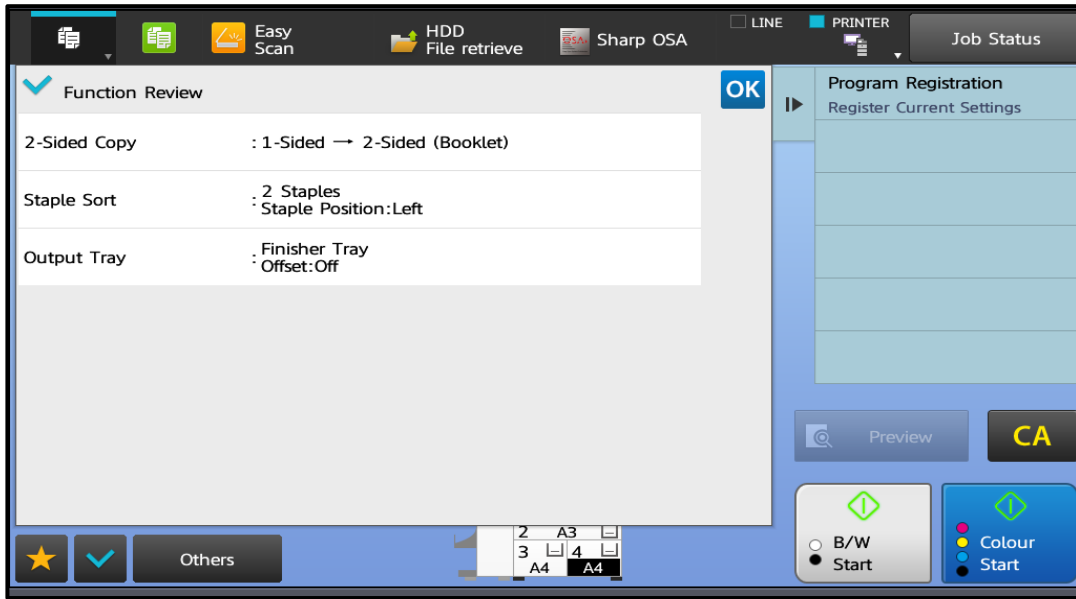 Easy
Scan
HDD
File retrieve
OSA
Sharp OSA
LINE
PRINTER
Job Status
Function Review
OK
Program Registration
Register Current Settings
2-Sided Copy : 1-Sided → 2-Sided (Booklet)
Staple Sort : 2 Staples
Staple Position:Left
Output Tray : Finisher Tray
Offset:Off
Preview
CA
2 A3
3 4
A4 A4
Others
B/W
Start
Colour
Start